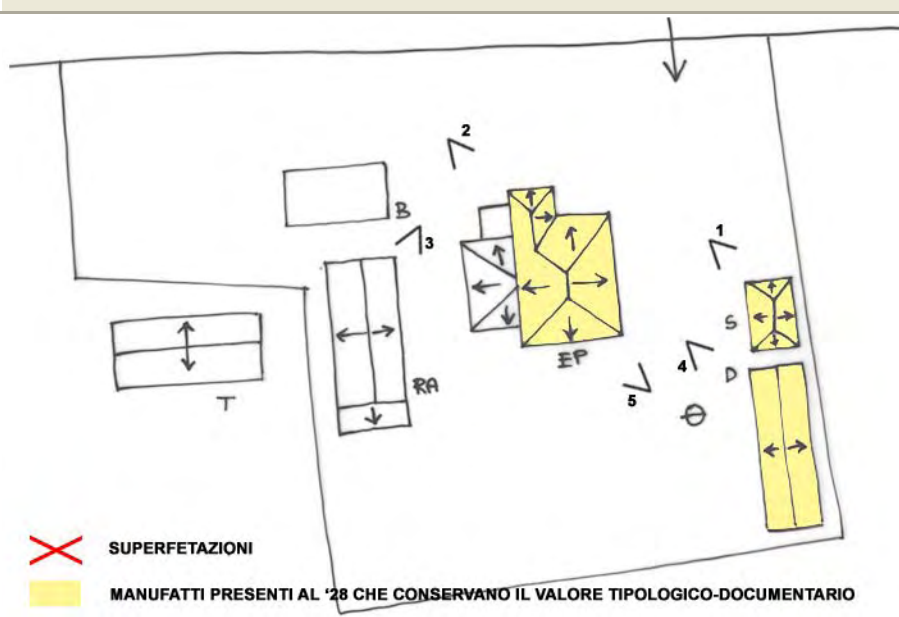 2
B
3
1
S
EP
4
D
RA
5
T
SUPERFETAZIONI
MANUFATTI PRESENTI AL '28 CHE CONSERVANO IL VALORE TIPOLOGICO-DOCUMENTARIO